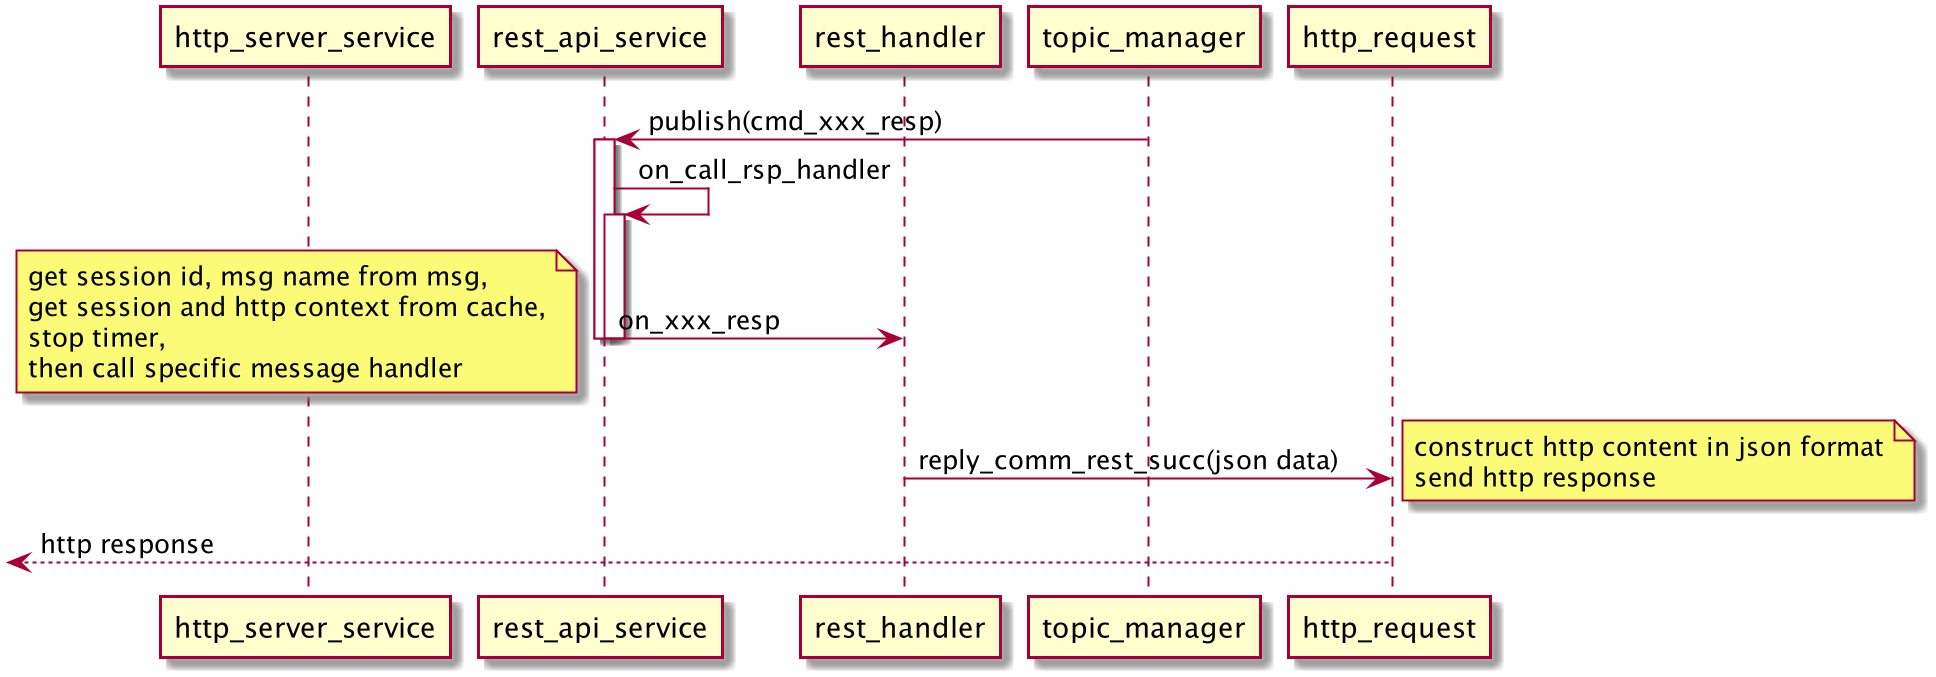 http_server_service
rest_api_service
rest_handler
topic_manager
http_request
publish(cmd_xxx_resp)
on_call_rsp_handler
get session id, msg name from msg,
get session and http context from cache,
stop timer,
then call specific message handler
on_xxx_resp
construct http content in json format
send http response
reply_comm_rest_succ(json data)
http response
http_server_service
rest_api_service
rest_handler
topic_manager
http_request